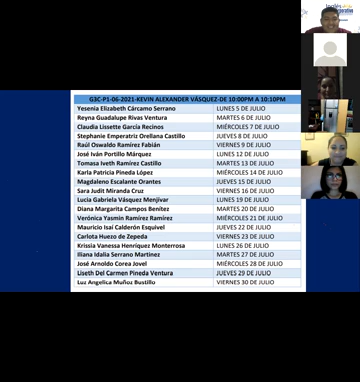 Inglés
G3C-P1-06-2021-KEVIN ALEXANDER VÁSQUEZ-DE 10:00PM A 10:10PM
Yesenia Elizabeth Cárcamo Serrano LUNES 5 DE JULIO
Reyna Guadalupe Rivas Ventura MARTES 6 DE JULIO
Claudia Lissette García Recinos MIÉRCOLES 7 DE JULIO
Stephanie Emperatriz Orellana Castillo JUEVES 8 DE JULIO
Raúl Oswaldo Ramírez Fabián VIERNES 9 DE JULIO
José Iván Portillo Márquez LUNES 12 DE JULIO
Tomasa Iveth Ramírez Castillo MARTES 13 DE JULIO
Karla Patricia Pineda López MIÉRCOLES 14 DE JULIO
Magdaleno Escalante Orantes JUEVES 15 DE JULIO
Sara Judit Miranda Cruz VIERNES 16 DE JULIO
Lucia Gabriela Vásquez Menjívar LUNES 19 DE JULIO
Diana Margarita Campos Benítez MARTES 20 DE JULIO
Verónica Yasmin Ramírez Ramírez MIÉRCOLES 21 DE JULIO
Mauricio Isaí Calderón Esquivel JUEVES 22 DE JULIO
Carlota Huezo de Zepeda VIERNES 23 DE JULIO
Krissia Vanessa Henríquez Monterrosa LUNES 26 DE JULIO
Iliana Idalia Serrano Martinez MARTES 27 DE JULIO
José Arnoldo Corea Jovel MIÉRCOLES 28 DE JULIO
Liseth Del Carmen Pineda Ventura JUEVES 29 DE JULIO
Luz Angelica Muñoz Bustillo VIERNES 30 DE JULIO